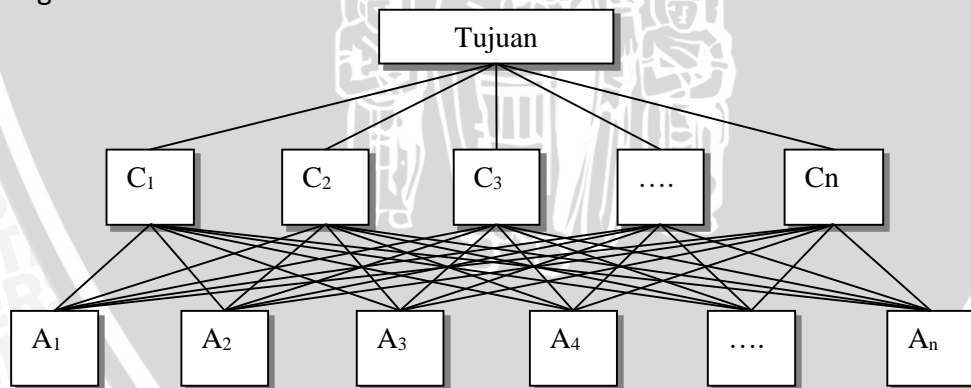 Tujuan
C₁ C₂ C₃ …. Cn
A₁ A₂ A₃ A₄ …. Aₙ